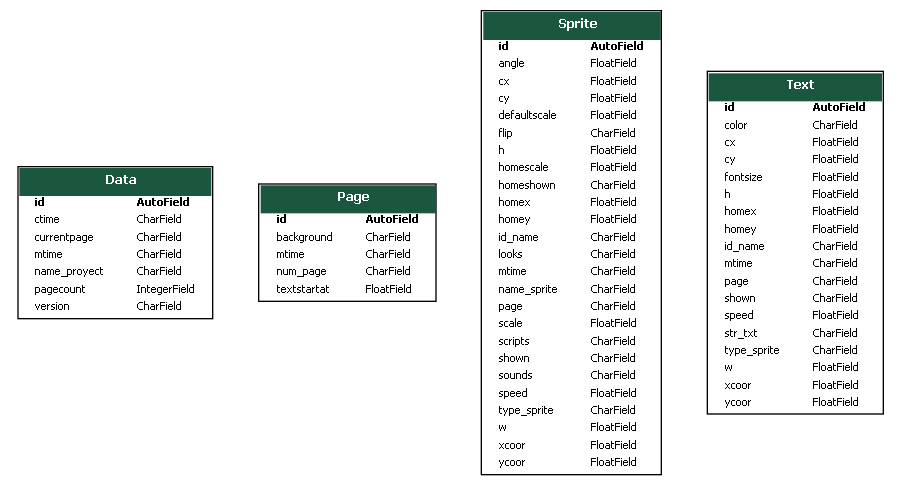 Data
id AutoField
ctime CharField
currentpage CharField
mtime CharField
name_proyect CharField
pagecount IntegerField
version CharField
Page
id AutoField
background CharField
mtime CharField
num_page CharField
textstartat FloatField
Sprite
id AutoField
angle FloatField
cx FloatField
cy FloatField
defaultscale FloatField
flip CharField
h FloatField
homescale FloatField
homeshown CharField
homex FloatField
homey FloatField
id_name CharField
looks CharField
mtime CharField
name_sprite CharField
page CharField
scale FloatField
scripts CharField
shown CharField
sounds CharField
speed FloatField
type_sprite CharField
w FloatField
xcoor FloatField
ycoor FloatField
Text
id AutoField
color CharField
cx FloatField
cy FloatField
fontsize FloatField
h FloatField
homex FloatField
homey FloatField
id_name CharField
mtime CharField
page CharField
shown CharField
speed FloatField
str_txt CharField
type_sprite CharField
w FloatField
xcoor FloatField
ycoor FloatField